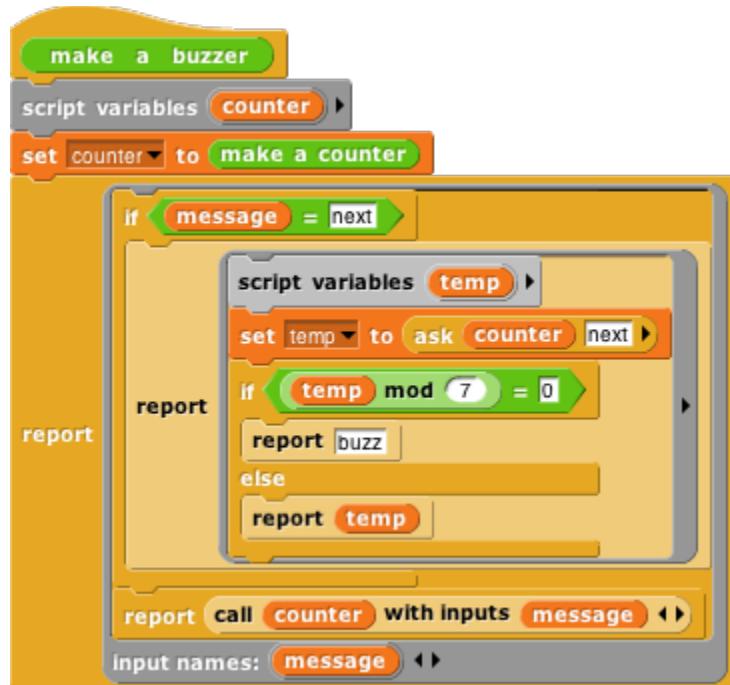 make a buzzer
script variables counter
set counter to make a counter
report
if message = next
report
script variables temp
set temp to ask counter next
if temp mod 7 = 0
report buzz
else
report temp
report call counter with inputs message
input names: message